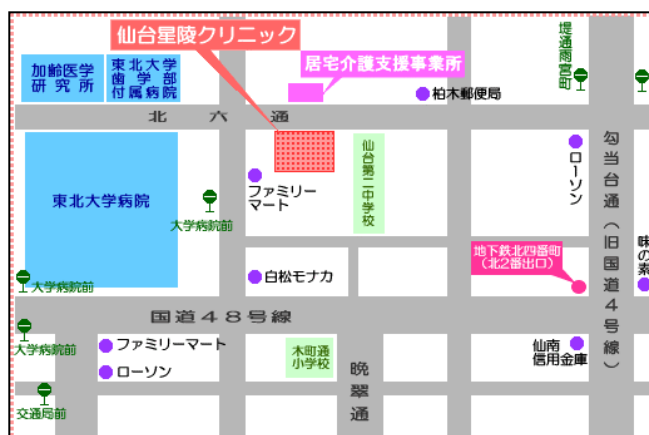 仙台星陵クリニック
加齢医学
研究所
東北大学
歯学部
付属病院
居宅介護支援事業所
堤通雨宮町
柏木郵便局
北六通
仙台第二中学校
ローソン
勾当台通（旧国道4号線）
ファミリー
マート
東北大学病院
大学病院前
味の素
地下鉄北四番町
（北2番出口）
白松モナカ
大学病院前
国道４８号線
大学病院前
ファミリーマート
ローソン
木町通
小学校
晩翠通
仙南
信用金庫
交通局前